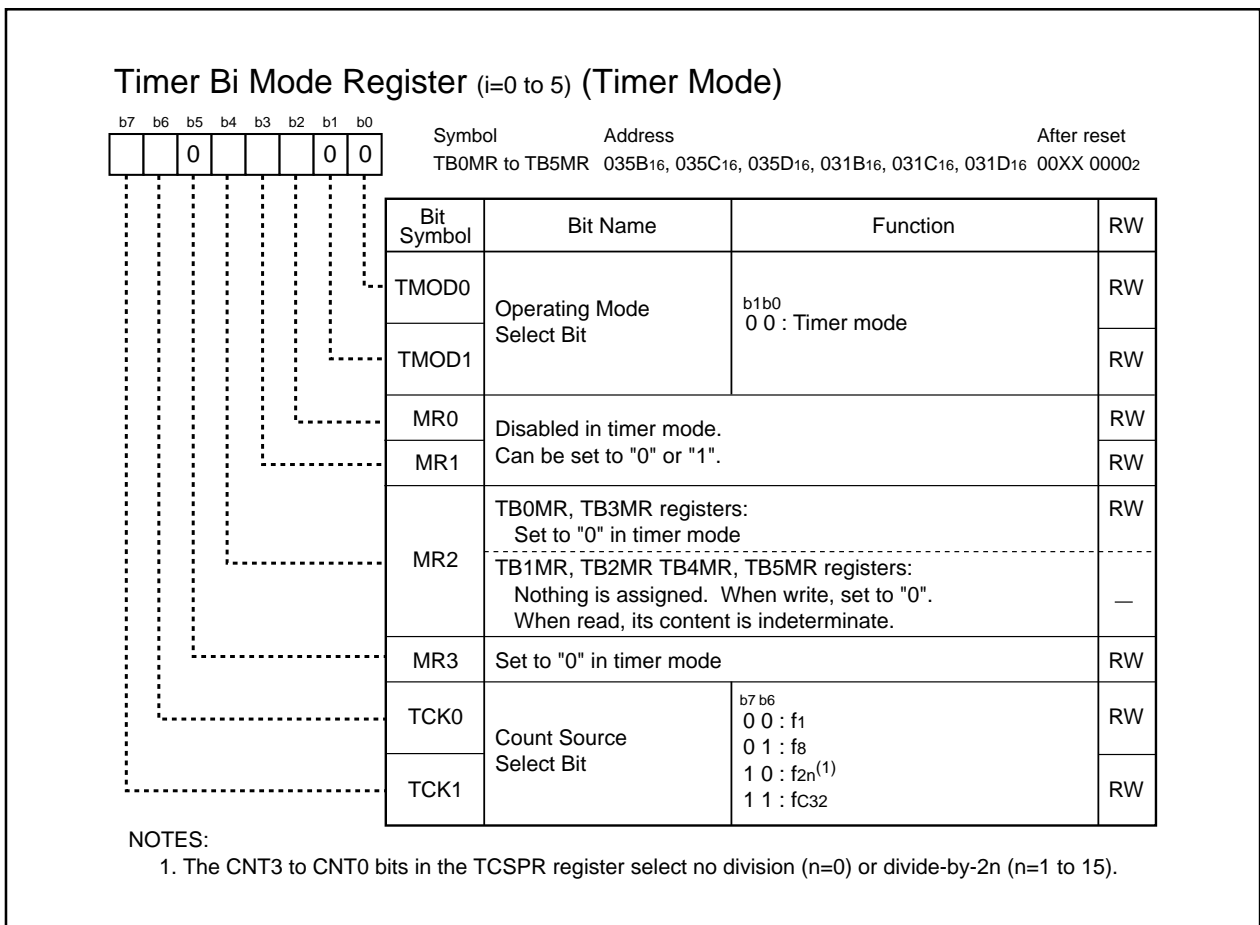 Timer Bi Mode Register (i=0 to 5) (Timer Mode)
b7 b6 b5 b4 b3 b2 b1 b0
0 0 0
Symbol Address After reset
TB0MR to TB5MR 035B16, 035C16, 035D16, 031B16, 031C16, 031D16 00XX 00002
Bit Symbol Bit Name Function RW
TMOD0 RW
Operating Mode
Select Bit
b1b0
0 0 : Timer mode
TMOD1 RW
MR0 RW
Disabled in timer mode.
Can be set to "0" or "1".
MR1 RW
MR2
TB0MR, TB3MR registers: RW
Set to "0" in timer mode
TB1MR, TB2MR TB4MR, TB5MR registers:
Nothing is assigned. When write, set to "0". —
When read, its content is indeterminate.
MR3 Set to "0" in timer mode RW
TCK0 RW
Count Source
Select Bit
b7 b6
0 0 : f1
0 1 : f8
1 0 : f2n(1)
1 1 : fC32
TCK1 RW
NOTES:
1. The CNT3 to CNT0 bits in the TCSPR register select no division (n=0) or divide-by-2n (n=1 to 15).